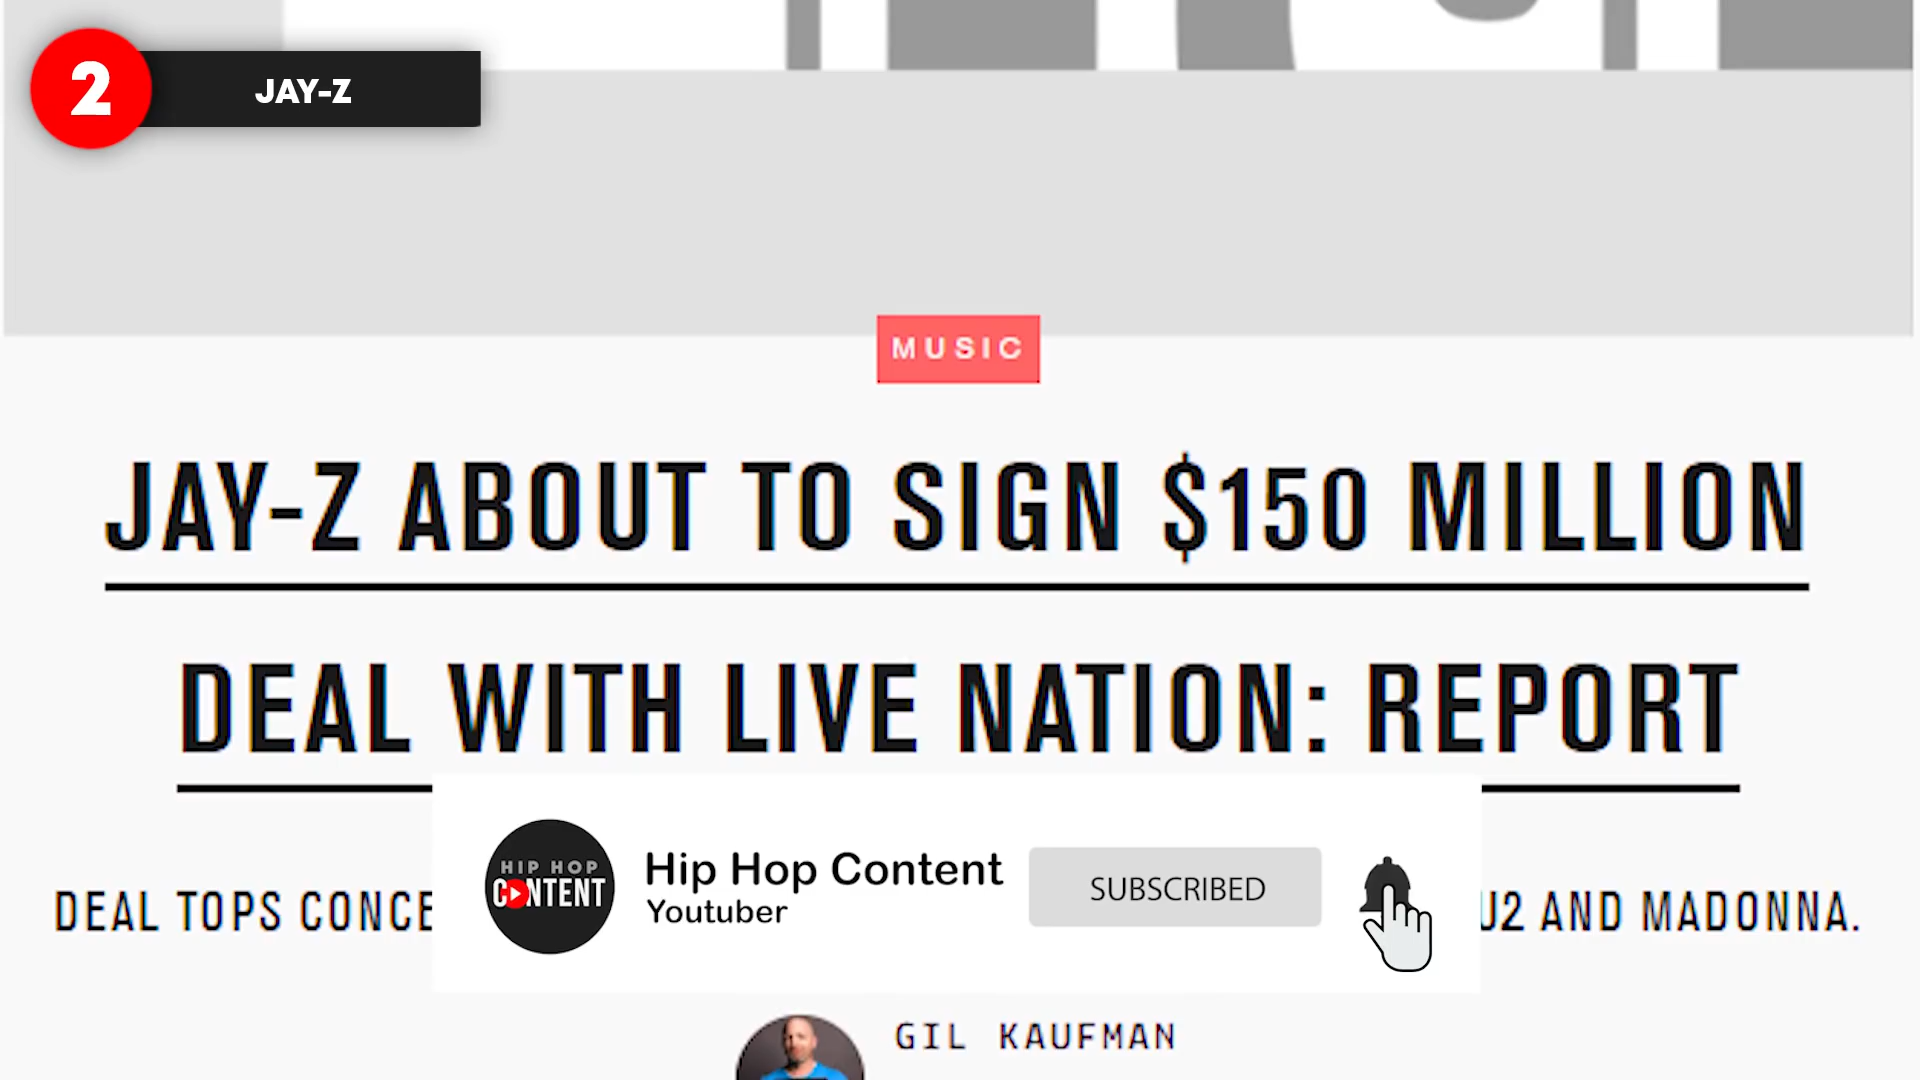 2
JAY-Z
MUSIC
JAY-Z ABOUT TO SIGN $150 MILLION
DEAL WITH LIVE NATION: REPORT
DEAL TOPS U2 AND MADONNA.
HIP HOP
CONTENT
Hip Hop Content
Youtuber
SUBSCRIBED
GIL KAUFMAN